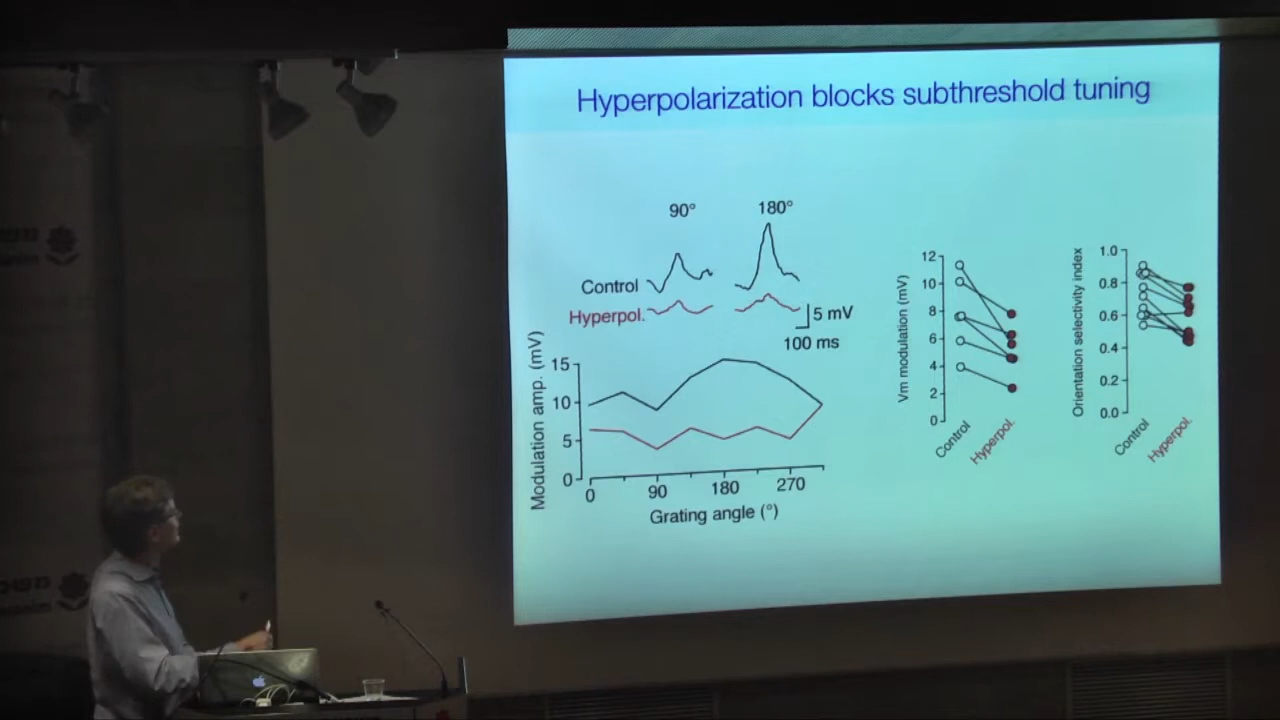 Hyperpolarization blocks subthreshold tuning
90°
180°
Control
Hyperpol.
5 mV
100 ms
Modulation amp. (mV)
15
10
5
0
0
90
180
270
Grating angle (°)
Vm modulation (mV)
12
10
8
6
4
2
0
Control
Hyperpol.
Orientation selectivity index
1.0
0.8
0.6
0.4
0.2
0.0
Control
Hyperpol.